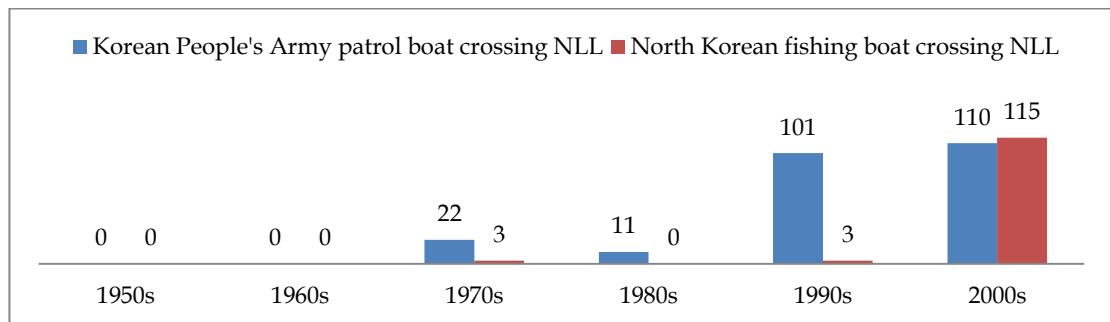 Korean People's Army patrol boat crossing NLL North Korean fishing boat crossing NLL
0 0 0 0 22 3 11 0 101 3 110 115
1950s 1960s 1970s 1980s 1990s 2000s